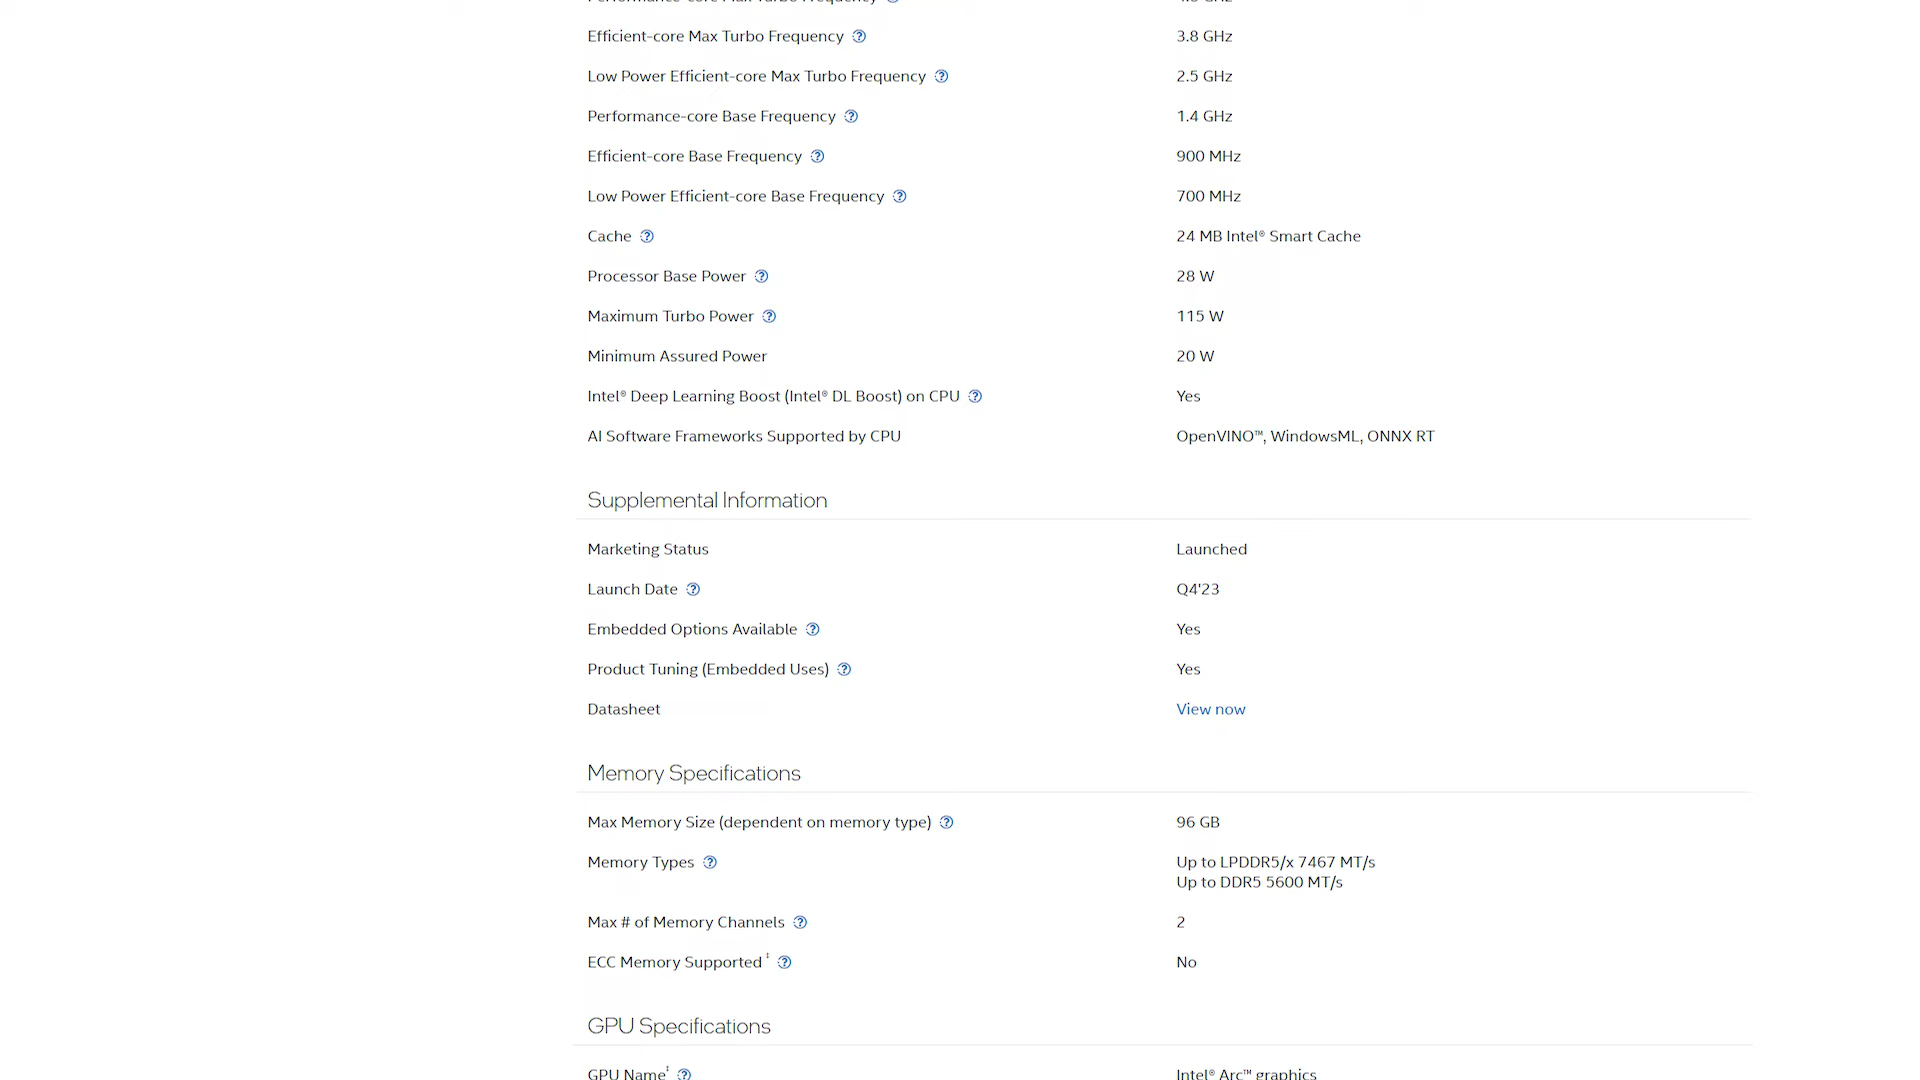 Performance-core Max Turbo Frequency
Efficient-core Max Turbo Frequency 3.8 GHz
Low Power Efficient-core Max Turbo Frequency 2.5 GHz
Performance-core Base Frequency 1.4 GHz
Efficient-core Base Frequency 900 MHz
Low Power Efficient-core Base Frequency 700 MHz
Cache 24 MB Intel® Smart Cache
Processor Base Power 28 W
Maximum Turbo Power 115 W
Minimum Assured Power 20 W
Intel® Deep Learning Boost (Intel® DL Boost) on CPU Yes
AI Software Frameworks Supported by CPU OpenVINO™, WindowsML, ONNX RT
Supplemental Information
Marketing Status Launched
Launch Date Q4'23
Embedded Options Available Yes
Product Tuning (Embedded Uses) Yes
Datasheet View now
Memory Specifications
Max Memory Size (dependent on memory type) 96 GB
Memory Types Up to LPDDR5/x 7467 MT/s
Up to DDR5 5600 MT/s
Max # of Memory Channels 2
ECC Memory Supported ‡ No
GPU Specifications
GPU Name‡ Intel® Arc™ graphics